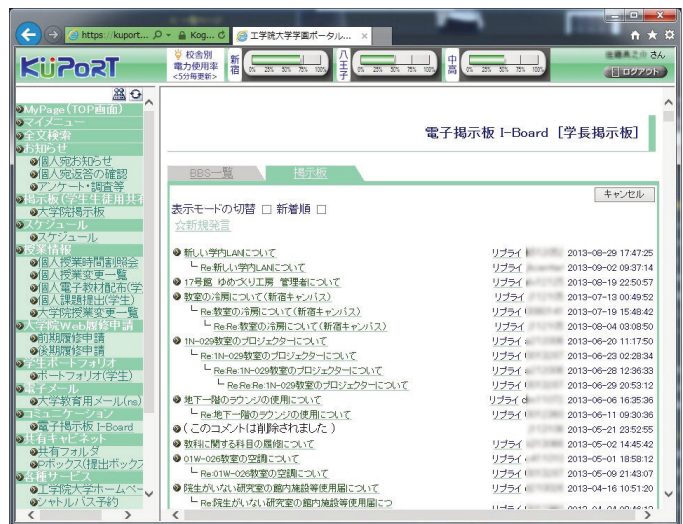 https://kuport...
Kog...
工学院大学学園ポータル...
KüPoRT
校舎別
電力使用率
<5分毎更新>
新宿
0% 25% 50% 75% 100%
八王子
0% 25% 50% 75% 100%
中高
0% 25% 50% 75% 100%
さん
ログアウト
MyPage(TOP画面)
マイメニュー
全文検索
お知らせ
個人宛お知らせ
個人宛返答の確認
アンケート・調査等
掲示板(学生生徒用共有
大学院掲示板
スケジュール
スケジュール
授業情報
個人授業時間割照会
個人授業変更一覧
個人電子教材配布(学
個人課題提出(学生)
大学院授業変更一覧
大学院Web履修申請
前期履修申請
後期履修申請
学生ポートフォリオ
ポートフォリオ(学生)
電子メール
大学教育用メール(ns)
コミュニケーション
電子掲示板 I-Board
共有キャビネット
共有フォルダ
Pボックス(提出ボックス
各種サービス
工学院大学ホームペー
シャトルバス予約
電子掲示板 I-Board [学長掲示板]
BBS一覧 掲示板
キャンセル
表示モードの切替 □ 新着順 □
☆新規発言
新しい学内LANについて リプライ 2013-08-29 17:47:25
Re:新しい学内LANについて リプライ 2013-09-02 09:37:14
17号館 ゆめづくり工房 管理者について リプライ 2013-08-19 22:50:57
教室の冷房について(新宿キャンパス) リプライ 2013-07-13 00:49:52
Re:教室の冷房について(新宿キャンパス) リプライ 2013-07-19 15:48:42
Re:Re:教室の冷房について(新宿キャンパス) リプライ 2013-08-04 03:08:50
1N-029教室のプロジェクターについて リプライ 2013-06-20 11:17:50
Re:1N-029教室のプロジェクターについて リプライ 2013-06-23 02:28:34
Re:Re:1N-029教室のプロジェクターについて リプライ 2013-06-28 12:36:33
Re:Re:Re:1N-029教室のプロジェクターについて リプライ 2013-06-29 20:53:12
地下一階のラウンジの使用について リプライ 2013-06-06 16:35:36
Re:地下一階のラウンジの使用について リプライ 2013-06-11 09:30:36
(このコメントは削除されました) 2013-05-21 23:52:55
教科に関する科目の履修について リプライ 2013-05-02 14:45:42
01W-026教室の空調について リプライ 2013-05-01 18:58:12
Re:01W-026教室の空調について リプライ 2013-05-09 21:43:07
院生がいない研究室の館内施設等使用届について リプライ 2013-04-16 10:51:20
Re:院生がいない研究室の館内施設等使用届につ